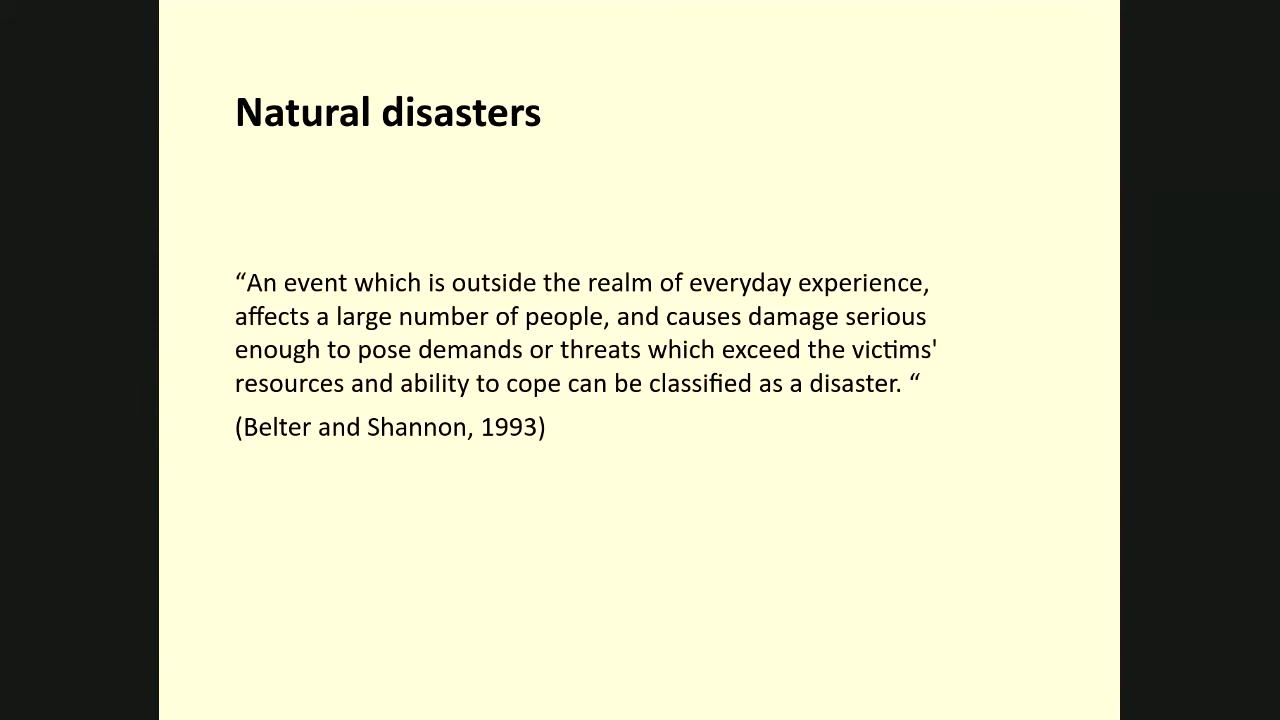 Natural disasters
“An event which is outside the realm of everyday experience,
affects a large number of people, and causes damage serious
enough to pose demands or threats which exceed the victims'
resources and ability to cope can be classified as a disaster. “
(Belter and Shannon, 1993)